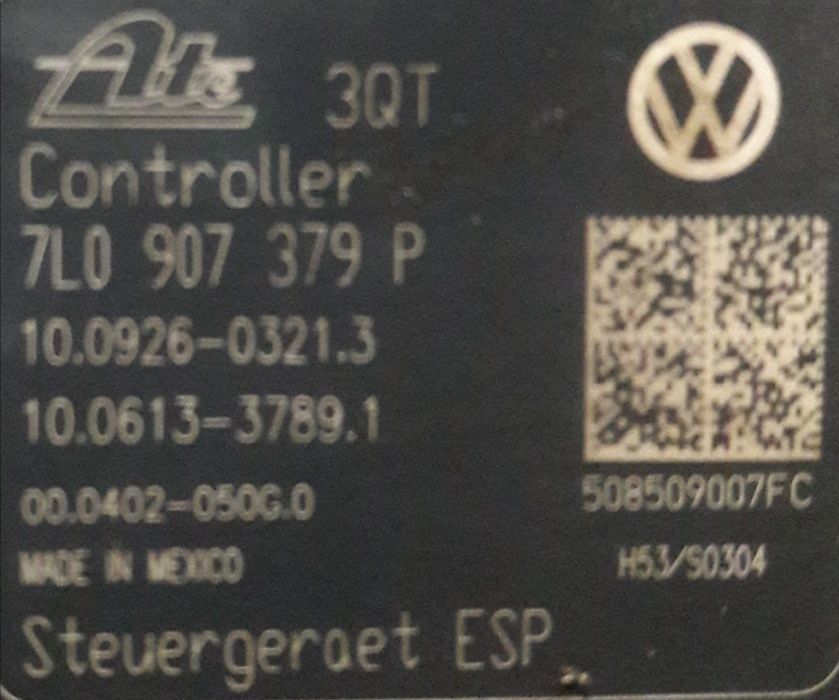 Ate 3QT
Controller
7L0 907 379 P
10.0926-0321.3
10.0613-3789.1
508509007FC
00.0402-050G.0
MADE IN MEXICO
H53/S0304
Steuergeraet ESP